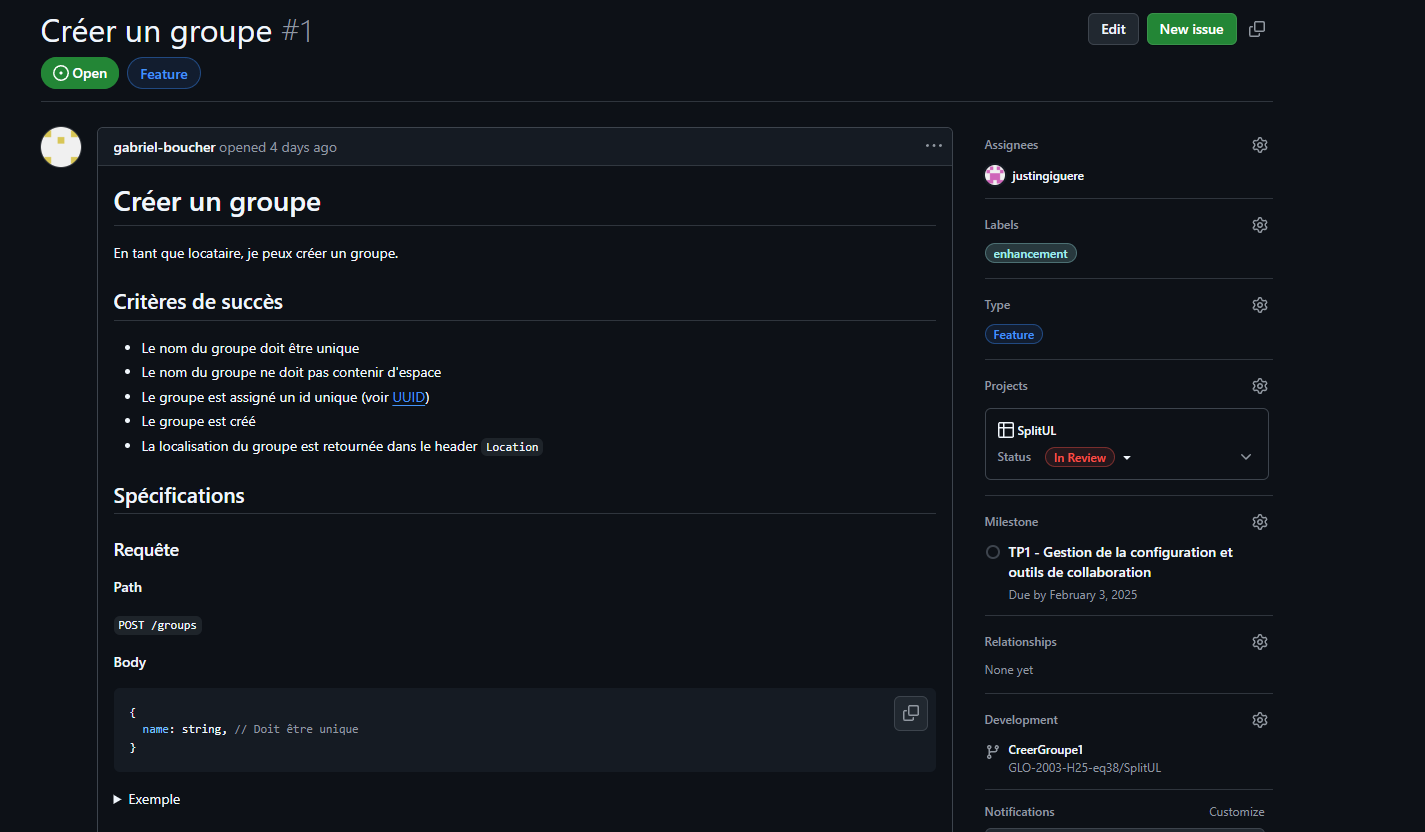 Créer un groupe #1
Edit
New issue
Open
Feature
gabriel-boucher opened 4 days ago
Créer un groupe
En tant que locataire, je peux créer un groupe.
Critères de succès
Le nom du groupe doit être unique
Le nom du groupe ne doit pas contenir d'espace
Le groupe est assigné un id unique (voir UUID)
Le groupe est créé
La localisation du groupe est retournée dans le header Location
Spécifications
Requête
Path
POST /groups
Body
{
name: string, // Doit être unique
}
Exemple
Assignees
justingiguere
Labels
enhancement
Type
Feature
Projects
SplitUL
Status In Review
Milestone
TP1 - Gestion de la configuration et
outils de collaboration
Due by February 3, 2025
Relationships
None yet
Development
CreerGroupe1
GLO-2003-H25-eq38/SplitUL
Notifications
Customize